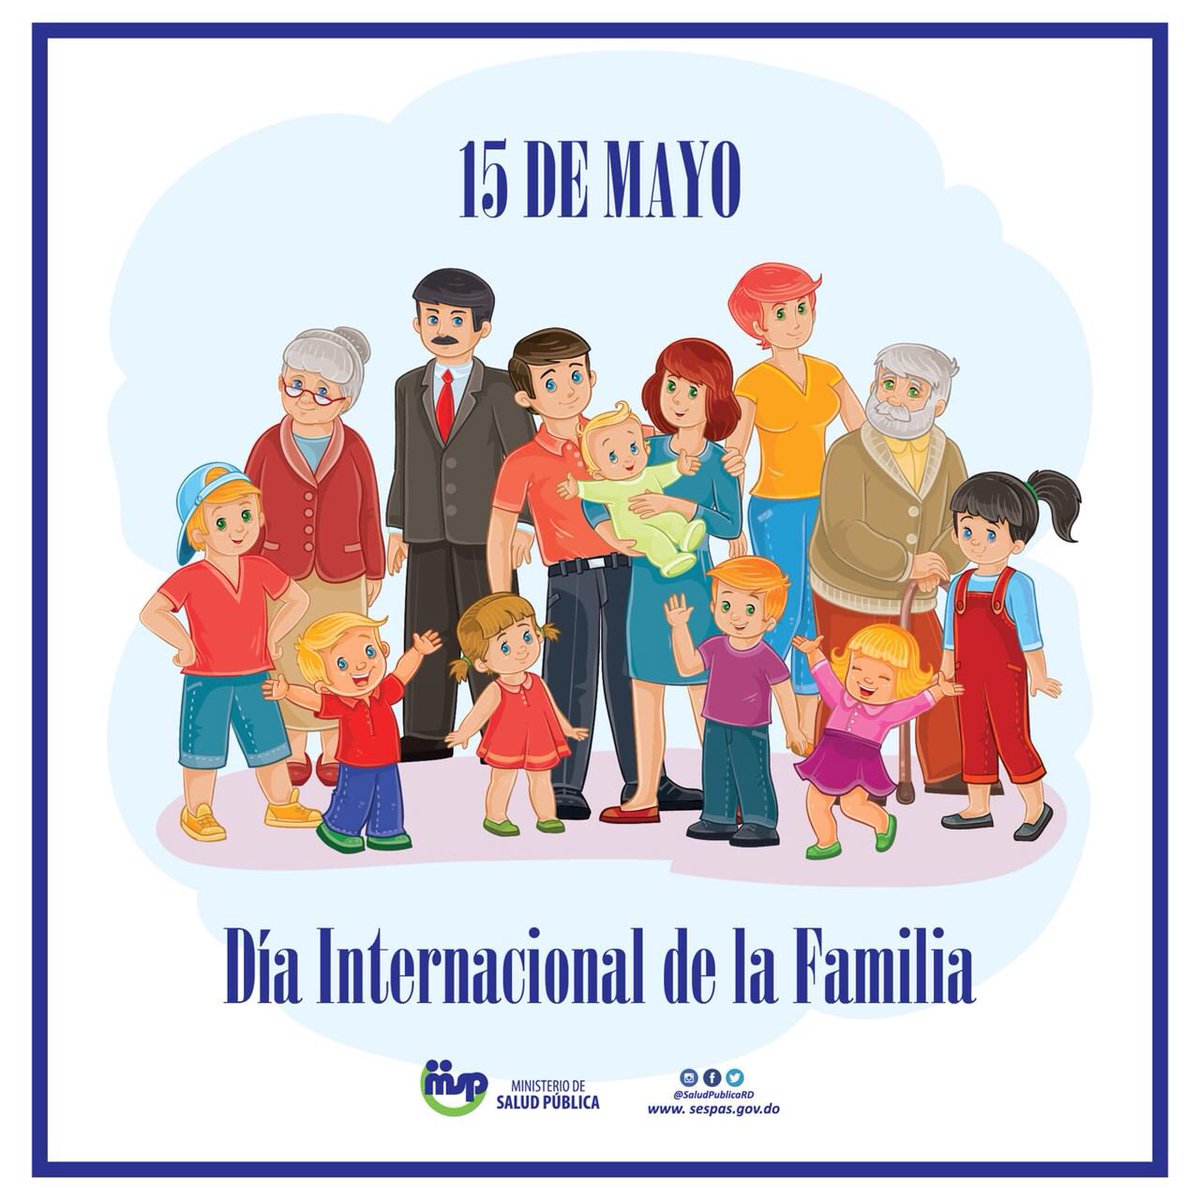 15 DE MAYO
Día Internacional de la Familia
msp
MINISTERIO DE
SALUD PÚBLICA
@SaludPublicaRD
www. sespas.gov.do